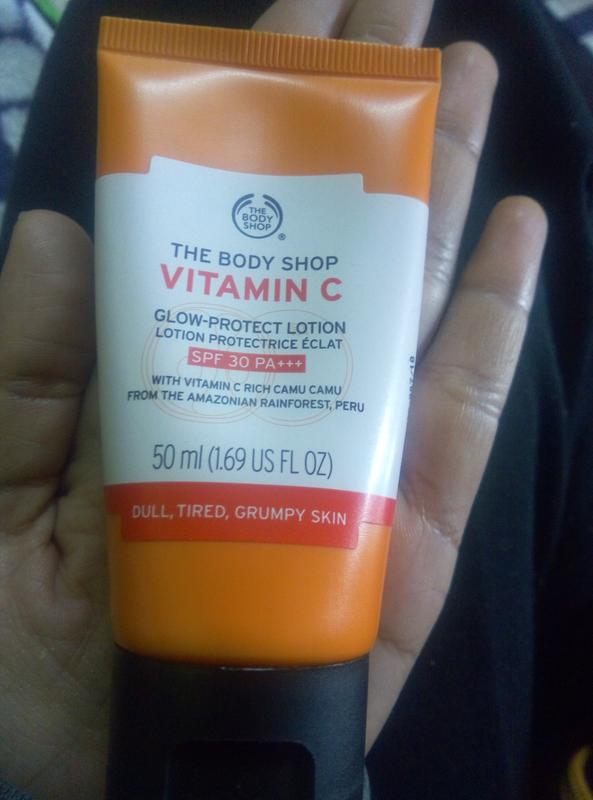 THE
BODY
SHOP
®
THE BODY SHOP
VITAMIN C
GLOW-PROTECT LOTION
LOTION PROTECTRICE ÉCLAT
SPF 30 PA+++
WITH VITAMIN C RICH CAMU CAMU
FROM THE AMAZONIAN RAINFOREST, PERU
50 ml (1.69 US FL OZ)
DULL, TIRED, GRUMPY SKIN